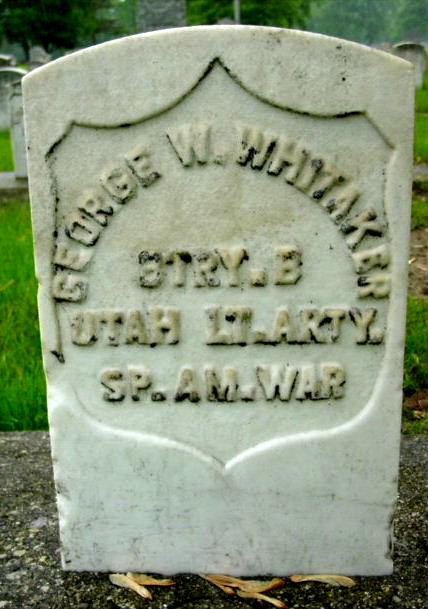 GEORGE W. WHITAKER
BTRY. B
UTAH LT. ARTY.
SP. AM. WAR